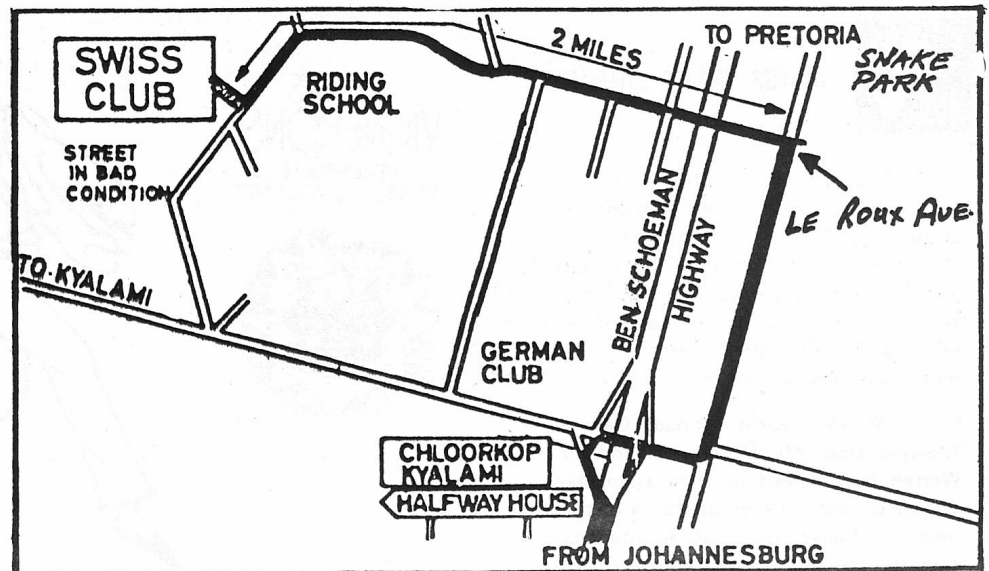 SWISS
CLUB
RIDING
SCHOOL
2 MILES
TO PRETORIA
SNAKE
PARK
STREET
IN BAD
CONDITION
LE ROUX AVE.
TO KYALAMI
BEN SCHOEMAN
HIGHWAY
GERMAN
CLUB
CHLOORKOP
KYALAMI
HALFWAY HOUSE
FROM JOHANNESBURG